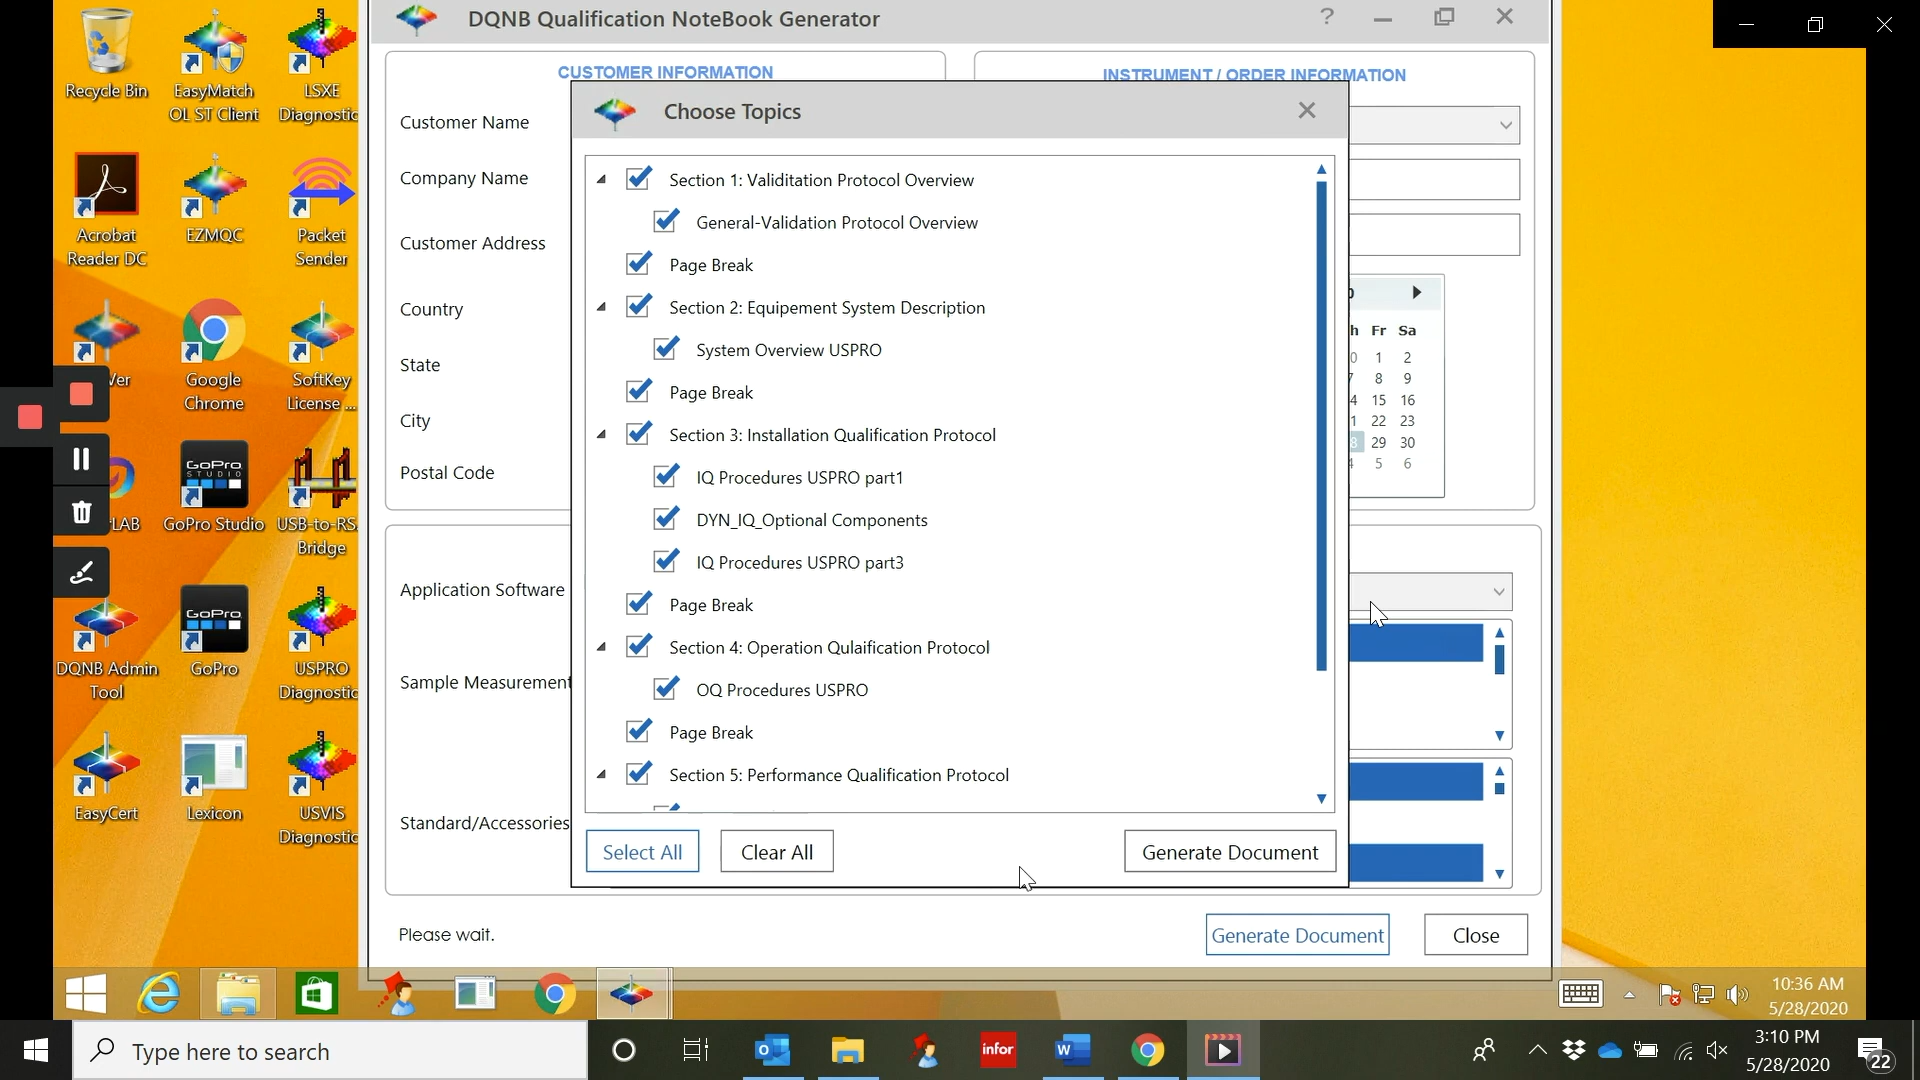 DQNB Qualification NoteBook Generator
?
Recycle Bin
EasyMatch
OL ST Client
LSXE
Diagnostic
Acrobat
Reader DC
EZMQC
Packet
Sender
Ver
Google
Chrome
SoftKey
License ...
LAB
GoPro
STUDIO
GoPro Studio
USB-to-RS
Bridge
GoPro
DQNB Admin
Tool
GoPro
USPRO
Diagnostic
EasyCert
Lexicon
USVIS
Diagnostic
CUSTOMER INFORMATION
INSTRUMENT / ORDER INFORMATION
Customer Name
Company Name
Customer Address
Country
State
City
Postal Code
Application Software
Sample Measurement
Standard/Accessories
Choose Topics
Section 1: Validitation Protocol Overview
General-Validation Protocol Overview
Page Break
Section 2: Equipement System Description
System Overview USPRO
Page Break
Section 3: Installation Qualification Protocol
IQ Procedures USPRO part1
DYN_IQ_Optional Components
IQ Procedures USPRO part3
Page Break
Section 4: Operation Qulaification Protocol
OQ Procedures USPRO
Page Break
Section 5: Performance Qualification Protocol
Select All
Clear All
Generate Document
h Fr Sa
1 2
8 9
15 16
22 23
29 30
5 6
Please wait.
Generate Document
Close
10:36 AM
5/28/2020
Type here to search
infor
3:10 PM
5/28/2020
22